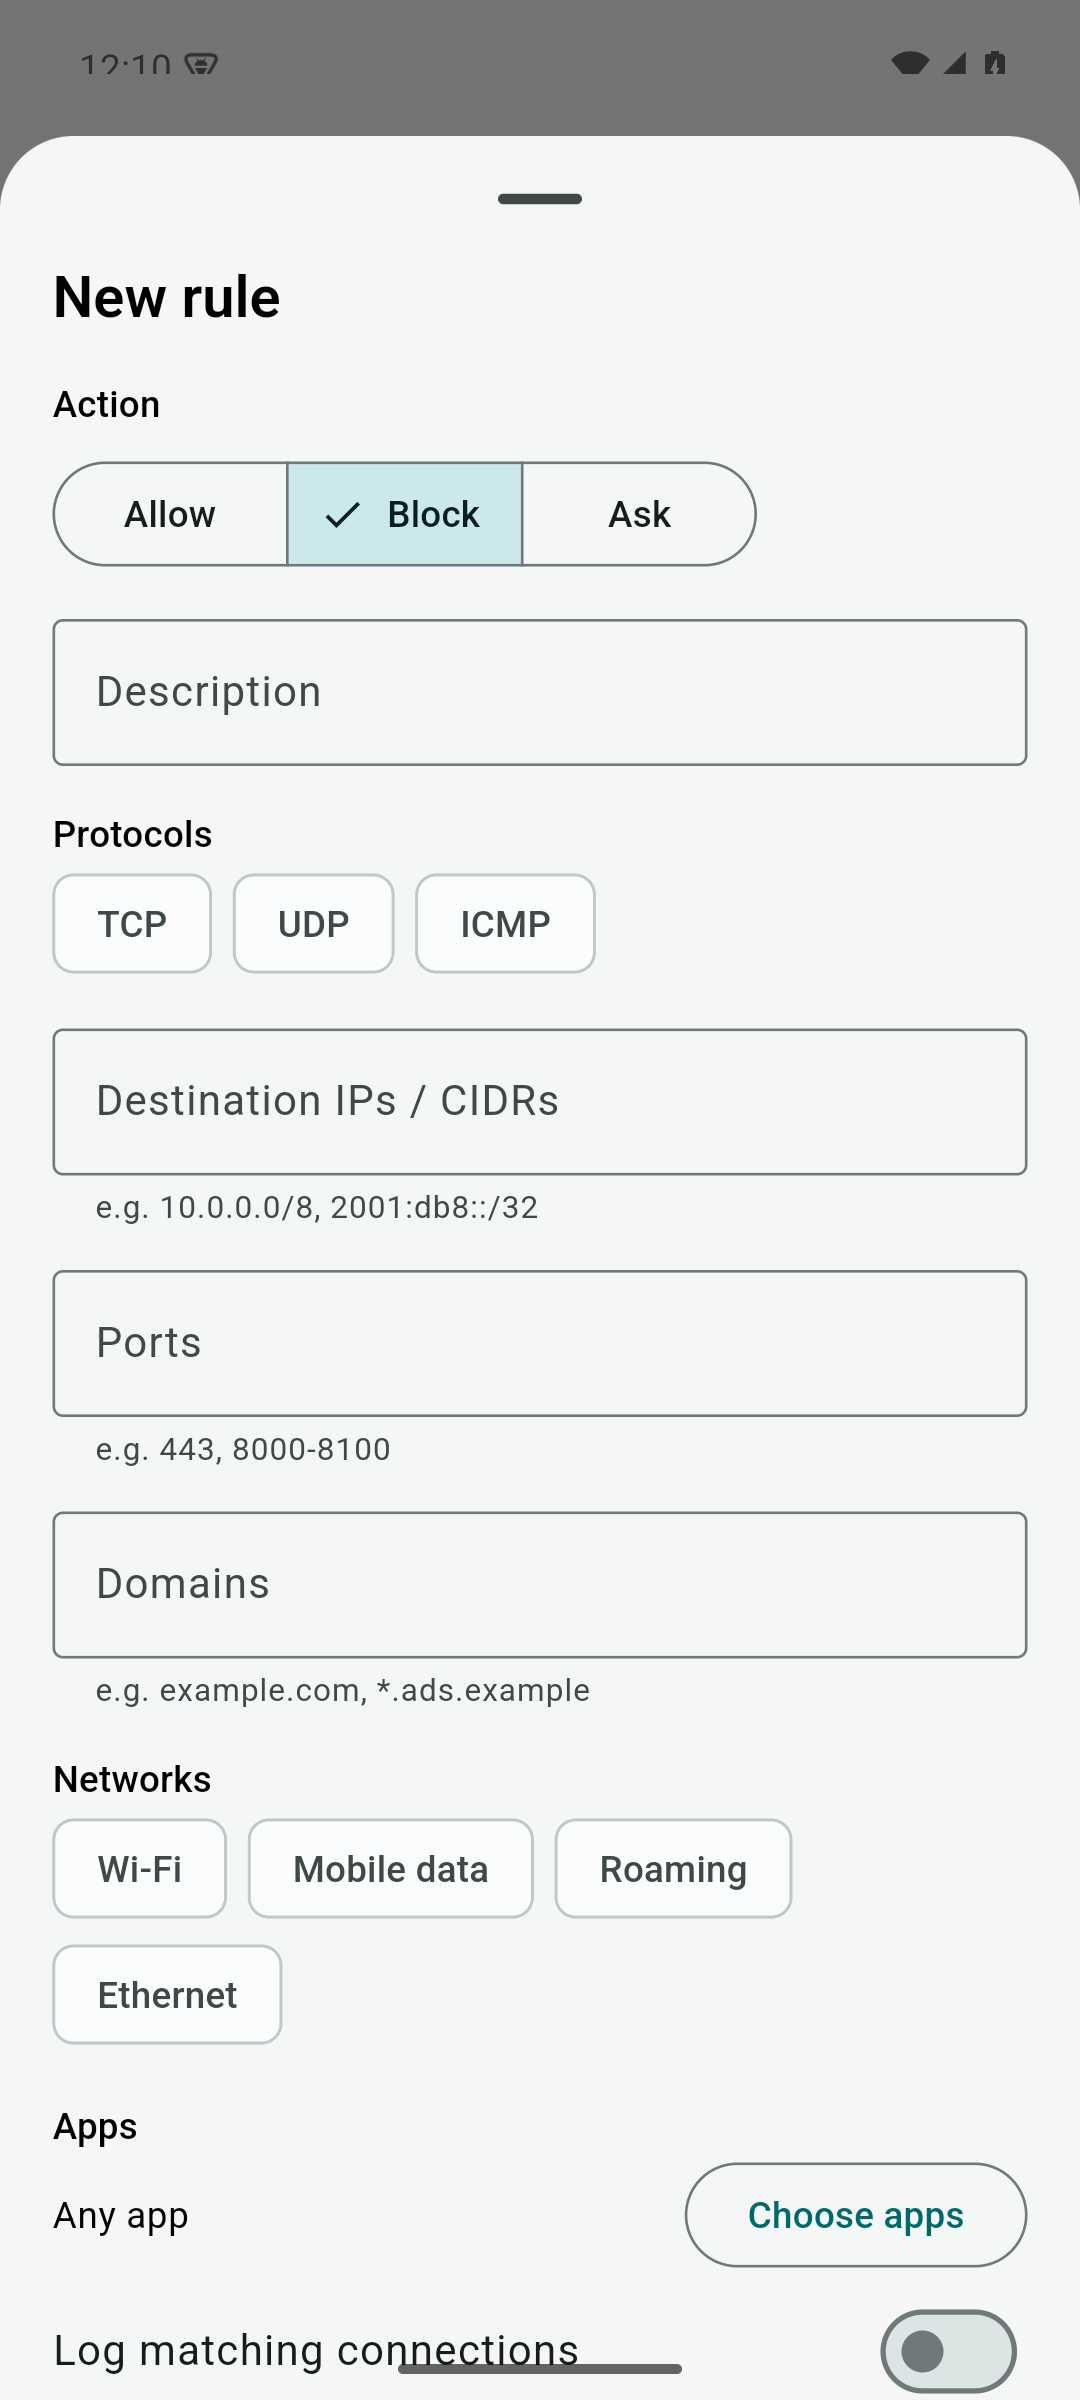 12:10
New rule
Action
Allow Block Ask
Description
Protocols
TCP UDP ICMP
Destination IPs / CIDRs
e.g. 10.0.0.0/8, 2001:db8::/32
Ports
e.g. 443, 8000-8100
Domains
e.g. example.com, *.ads.example
Networks
Wi-Fi Mobile data Roaming
Ethernet
Apps
Any app Choose apps
Log matching connections